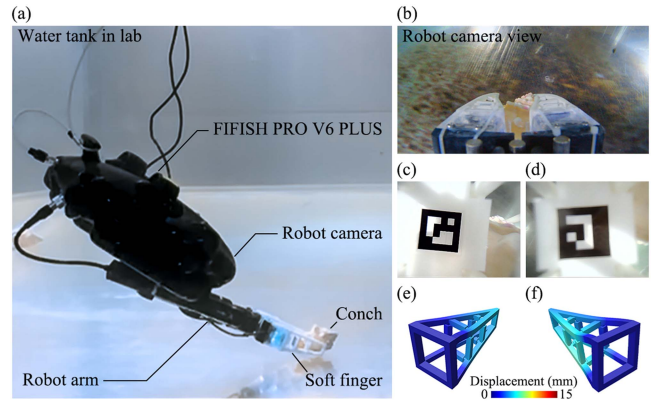 (a)
Water tank in lab
FIFISH PRO V6 PLUS
Robot camera
Conch
Soft finger
Robot arm
(b)
Robot camera view
(c)
(d)
(e)
(f)
Displacement (mm)
0
15